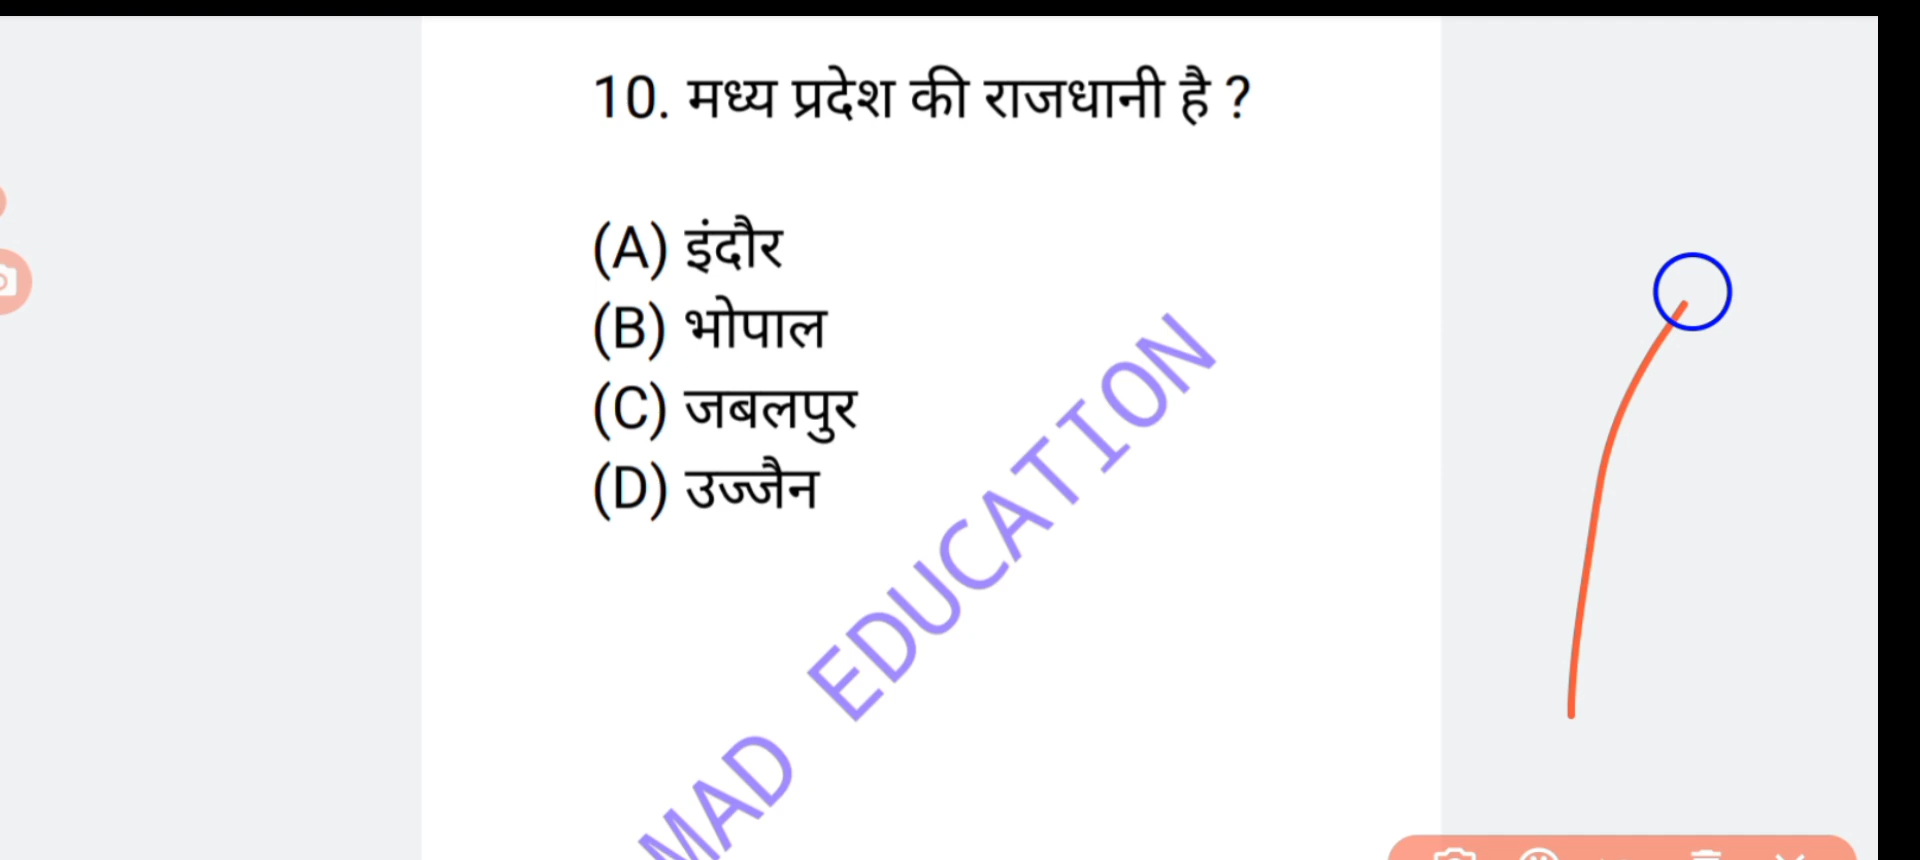 10. मध्य प्रदेश की राजधानी है ?
(A) इंदौर
(B) भोपाल
(C) जबलपुर
(D) उज्जैन
MAD EDUCATION